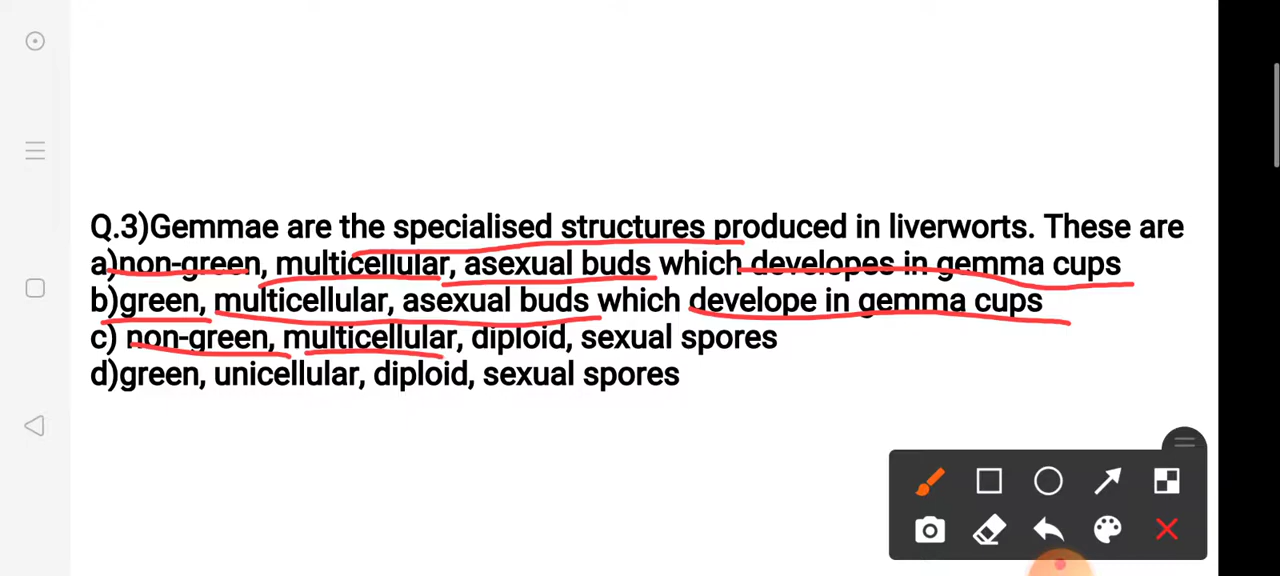 Q.3)Gemmae are the specialised structures produced in liverworts. These are
a)non-green, multicellular, asexual buds which developes in gemma cups
b)green, multicellular, asexual buds which develope in gemma cups
c) non-green, multicellular, diploid, sexual spores
d)green, unicellular, diploid, sexual spores